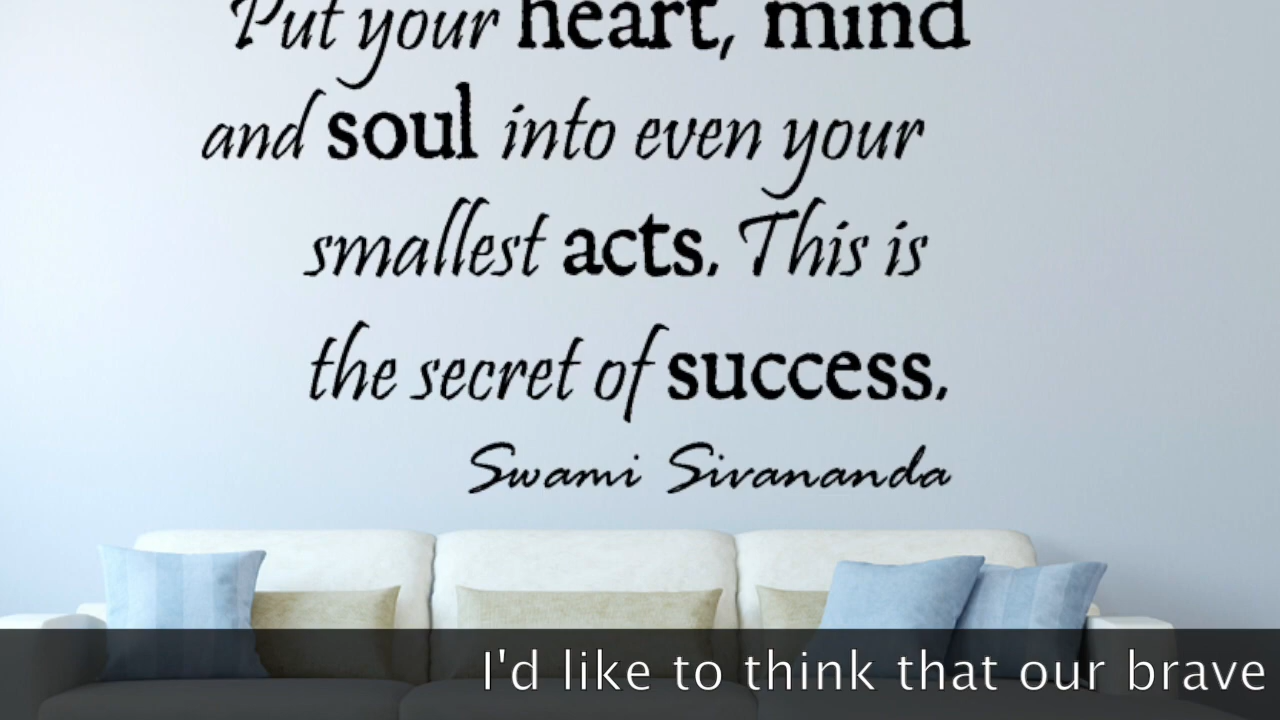 Put your heart, mind
and soul into even your
smallest acts. This is
the secret of success.
Swami Sivananda
I'd like to think that our brave